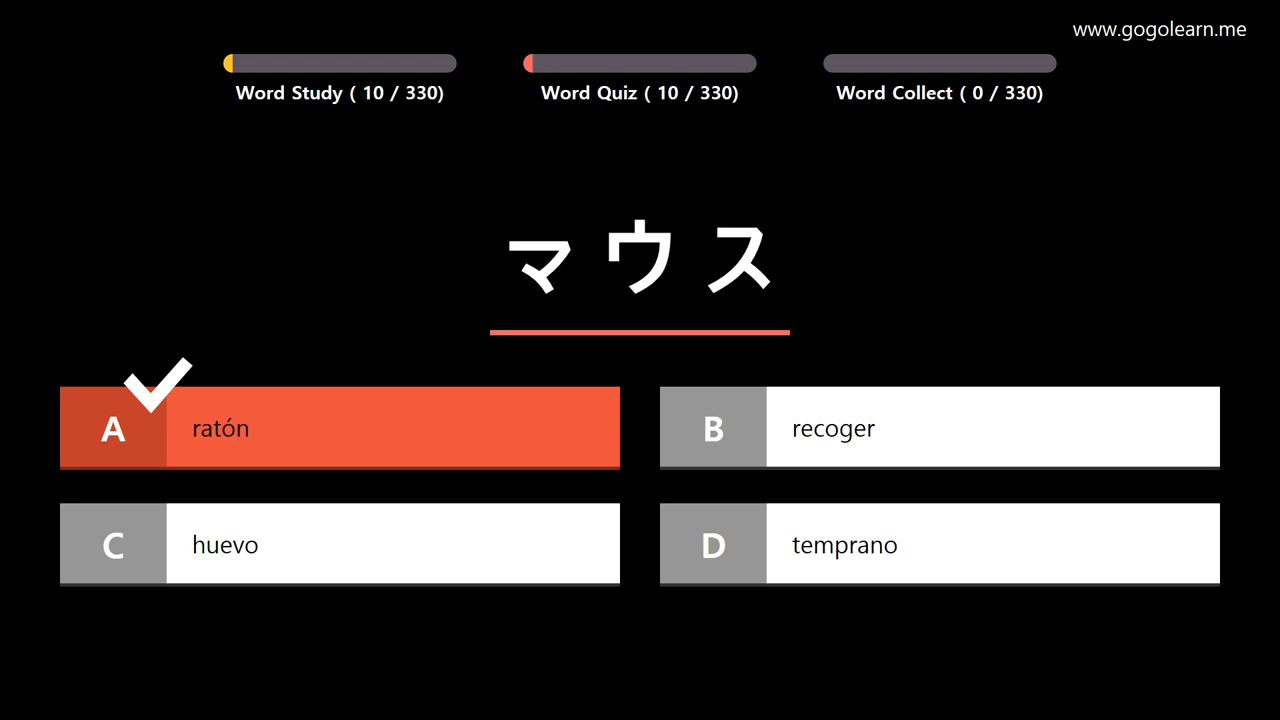 www.gogolearn.me
Word Study ( 10 / 330)
Word Quiz ( 10 / 330)
Word Collect ( 0 / 330)
マウス
A ratón
B recoger
C huevo
D temprano